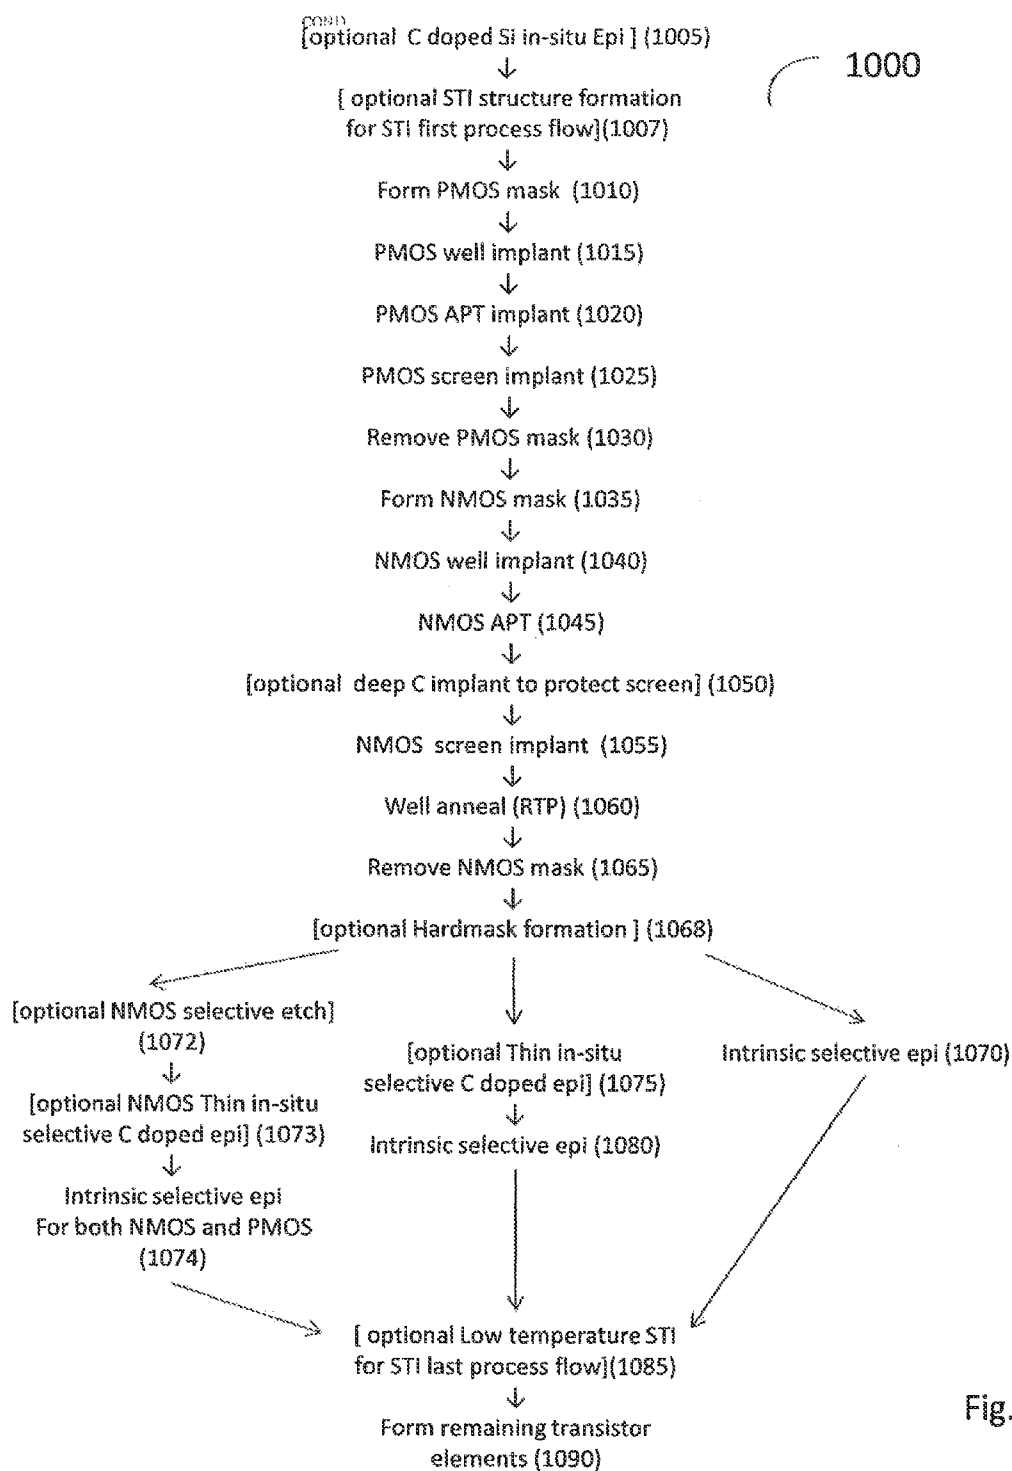 [optional C doped Si in-situ Epi ] (1005)
1000
[ optional STI structure formation
for STI first process flow](1007)
Form PMOS mask (1010)
PMOS well implant (1015)
PMOS APT implant (1020)
PMOS screen implant (1025)
Remove PMOS mask (1030)
Form NMOS mask (1035)
NMOS well implant (1040)
NMOS APT (1045)
[optional deep C implant to protect screen] (1050)
NMOS screen implant (1055)
Well anneal (RTP) (1060)
Remove NMOS mask (1065)
[optional Hardmask formation ] (1068)
[optional NMOS selective etch]
(1072)
[optional NMOS Thin in-situ
selective C doped epi] (1073)
Intrinsic selective epi
For both NMOS and PMOS
(1074)
[optional Thin in-situ
selective C doped epi] (1075)
Intrinsic selective epi (1080)
Intrinsic selective epi (1070)
[ optional Low temperature STI
for STI last process flow](1085)
Form remaining transistor
elements (1090)
Fig.